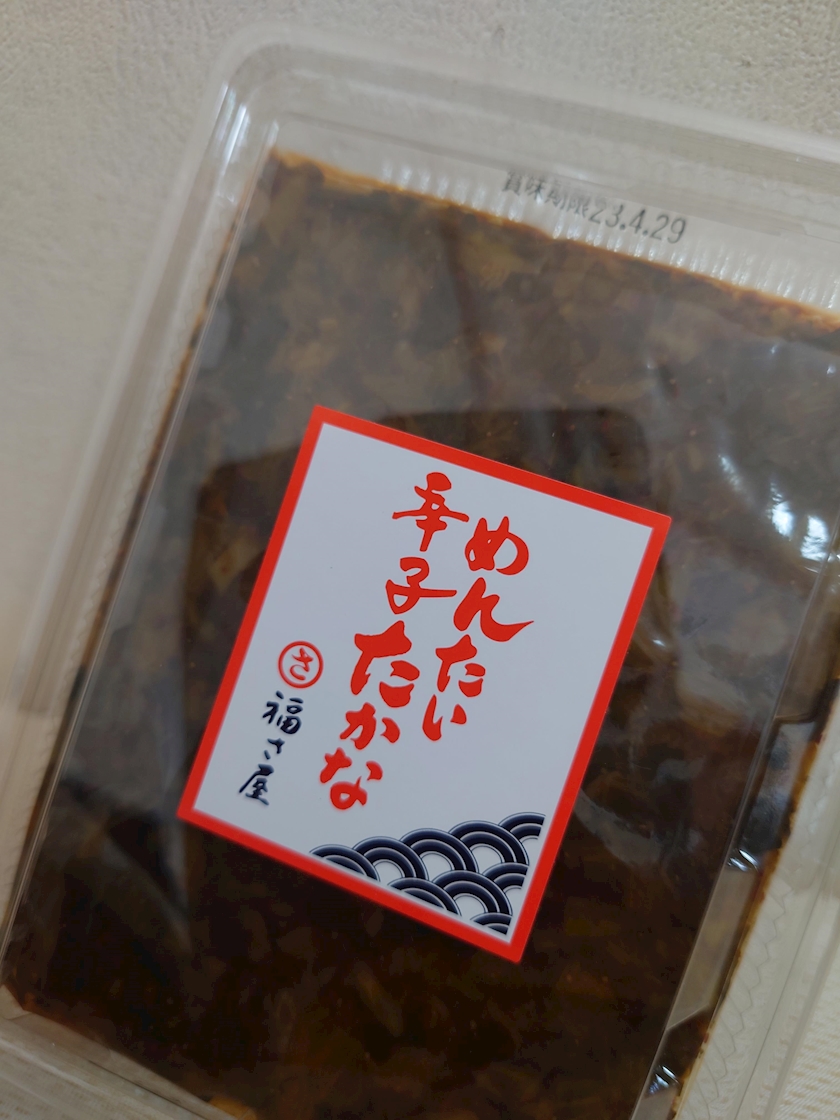 賞味期限23.4.29
めんたい
辛子たかな
さ
福さ屋